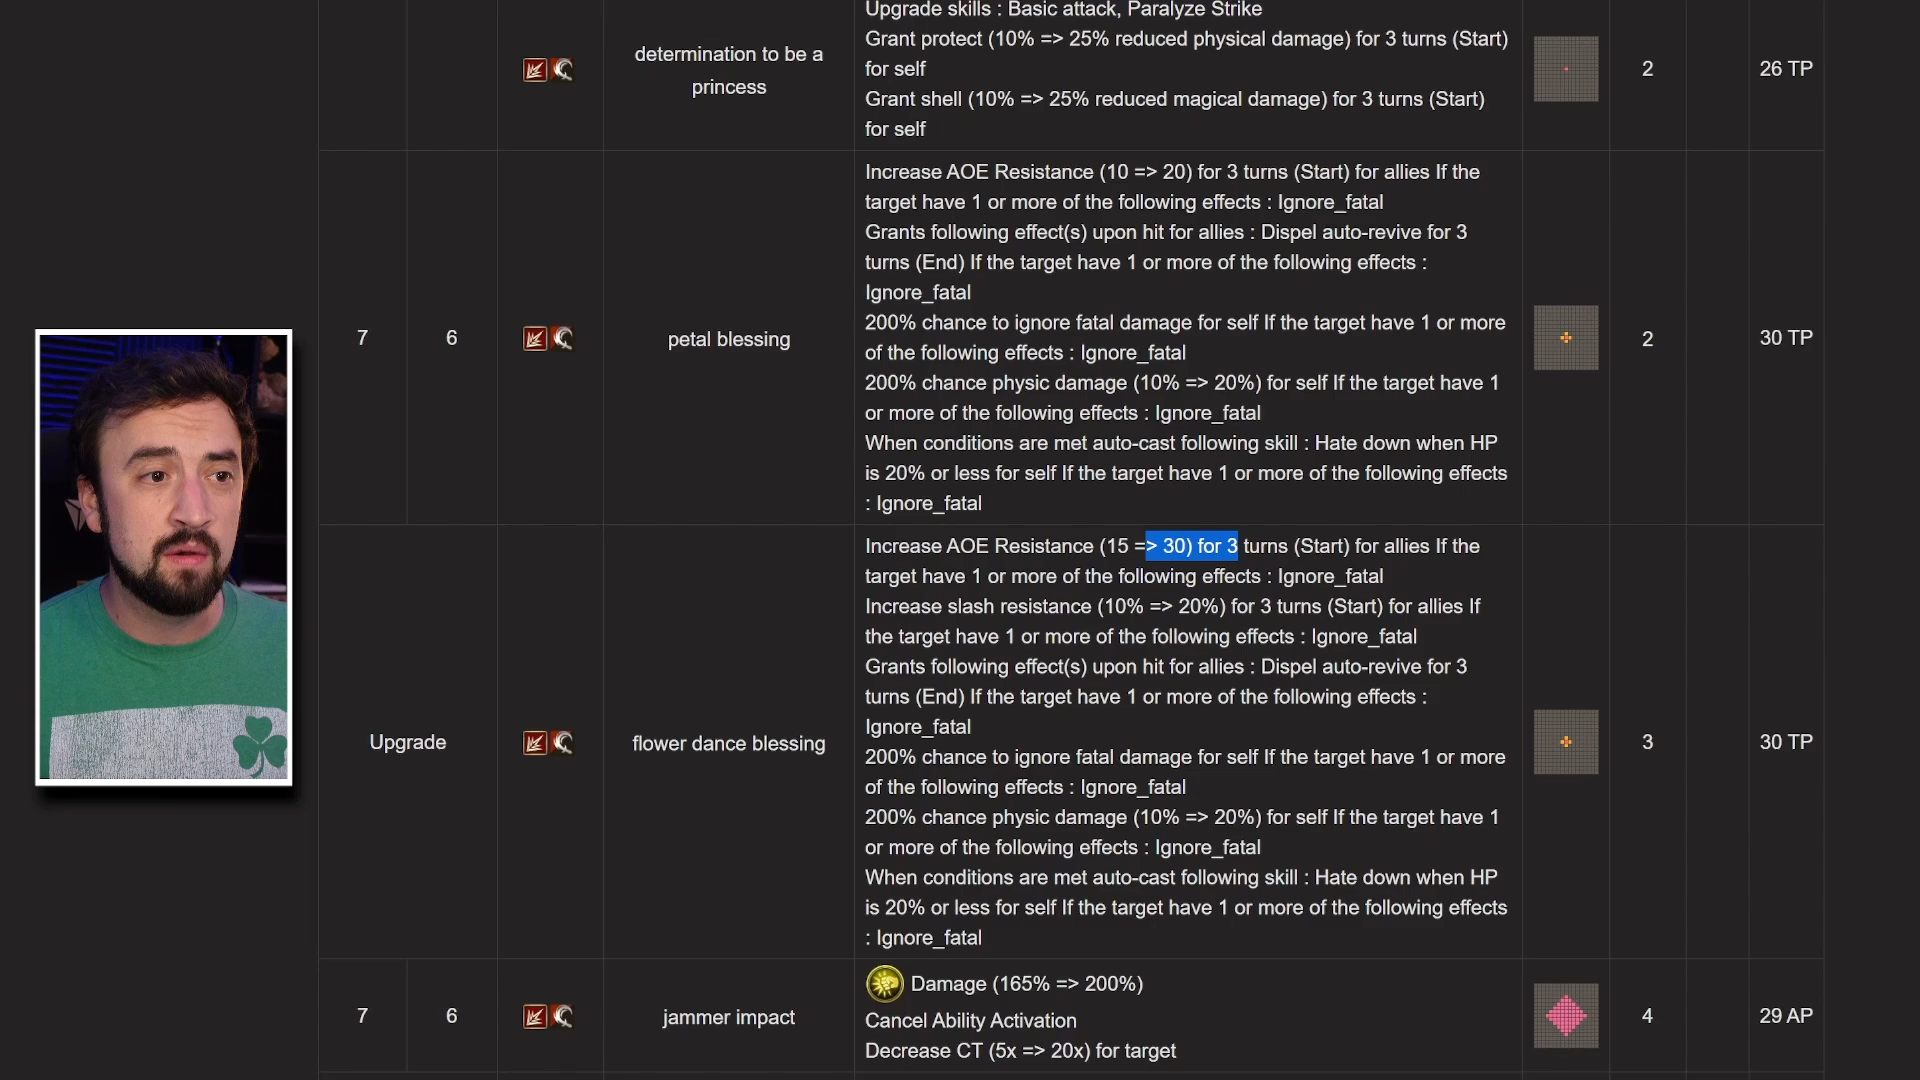 Upgrade skills : Basic attack, Paralyze Strike
Grant protect (10% => 25% reduced physical damage) for 3 turns (Start)
for self
Grant shell (10% => 25% reduced magical damage) for 3 turns (Start)
for self
determination to be a
princess
2
26 TP
7
6
petal blessing
Increase AOE Resistance (10 => 20) for 3 turns (Start) for allies If the
target have 1 or more of the following effects : Ignore_fatal
Grants following effect(s) upon hit for allies : Dispel auto-revive for 3
turns (End) If the target have 1 or more of the following effects :
Ignore_fatal
200% chance to ignore fatal damage for self If the target have 1 or more
of the following effects : Ignore_fatal
200% chance physic damage (10% => 20%) for self If the target have 1
or more of the following effects : Ignore_fatal
When conditions are met auto-cast following skill : Hate down when HP
is 20% or less for self If the target have 1 or more of the following effects
: Ignore_fatal
2
30 TP
Upgrade
flower dance blessing
Increase AOE Resistance (15 => 30) for 3 turns (Start) for allies If the
target have 1 or more of the following effects : Ignore_fatal
Increase slash resistance (10% => 20%) for 3 turns (Start) for allies If
the target have 1 or more of the following effects : Ignore_fatal
Grants following effect(s) upon hit for allies : Dispel auto-revive for 3
turns (End) If the target have 1 or more of the following effects :
Ignore_fatal
200% chance to ignore fatal damage for self If the target have 1 or more
of the following effects : Ignore_fatal
200% chance physic damage (10% => 20%) for self If the target have 1
or more of the following effects : Ignore_fatal
When conditions are met auto-cast following skill : Hate down when HP
is 20% or less for self If the target have 1 or more of the following effects
: Ignore_fatal
3
30 TP
7
6
jammer impact
Damage (165% => 200%)
Cancel Ability Activation
Decrease CT (5x => 20x) for target
4
29 AP